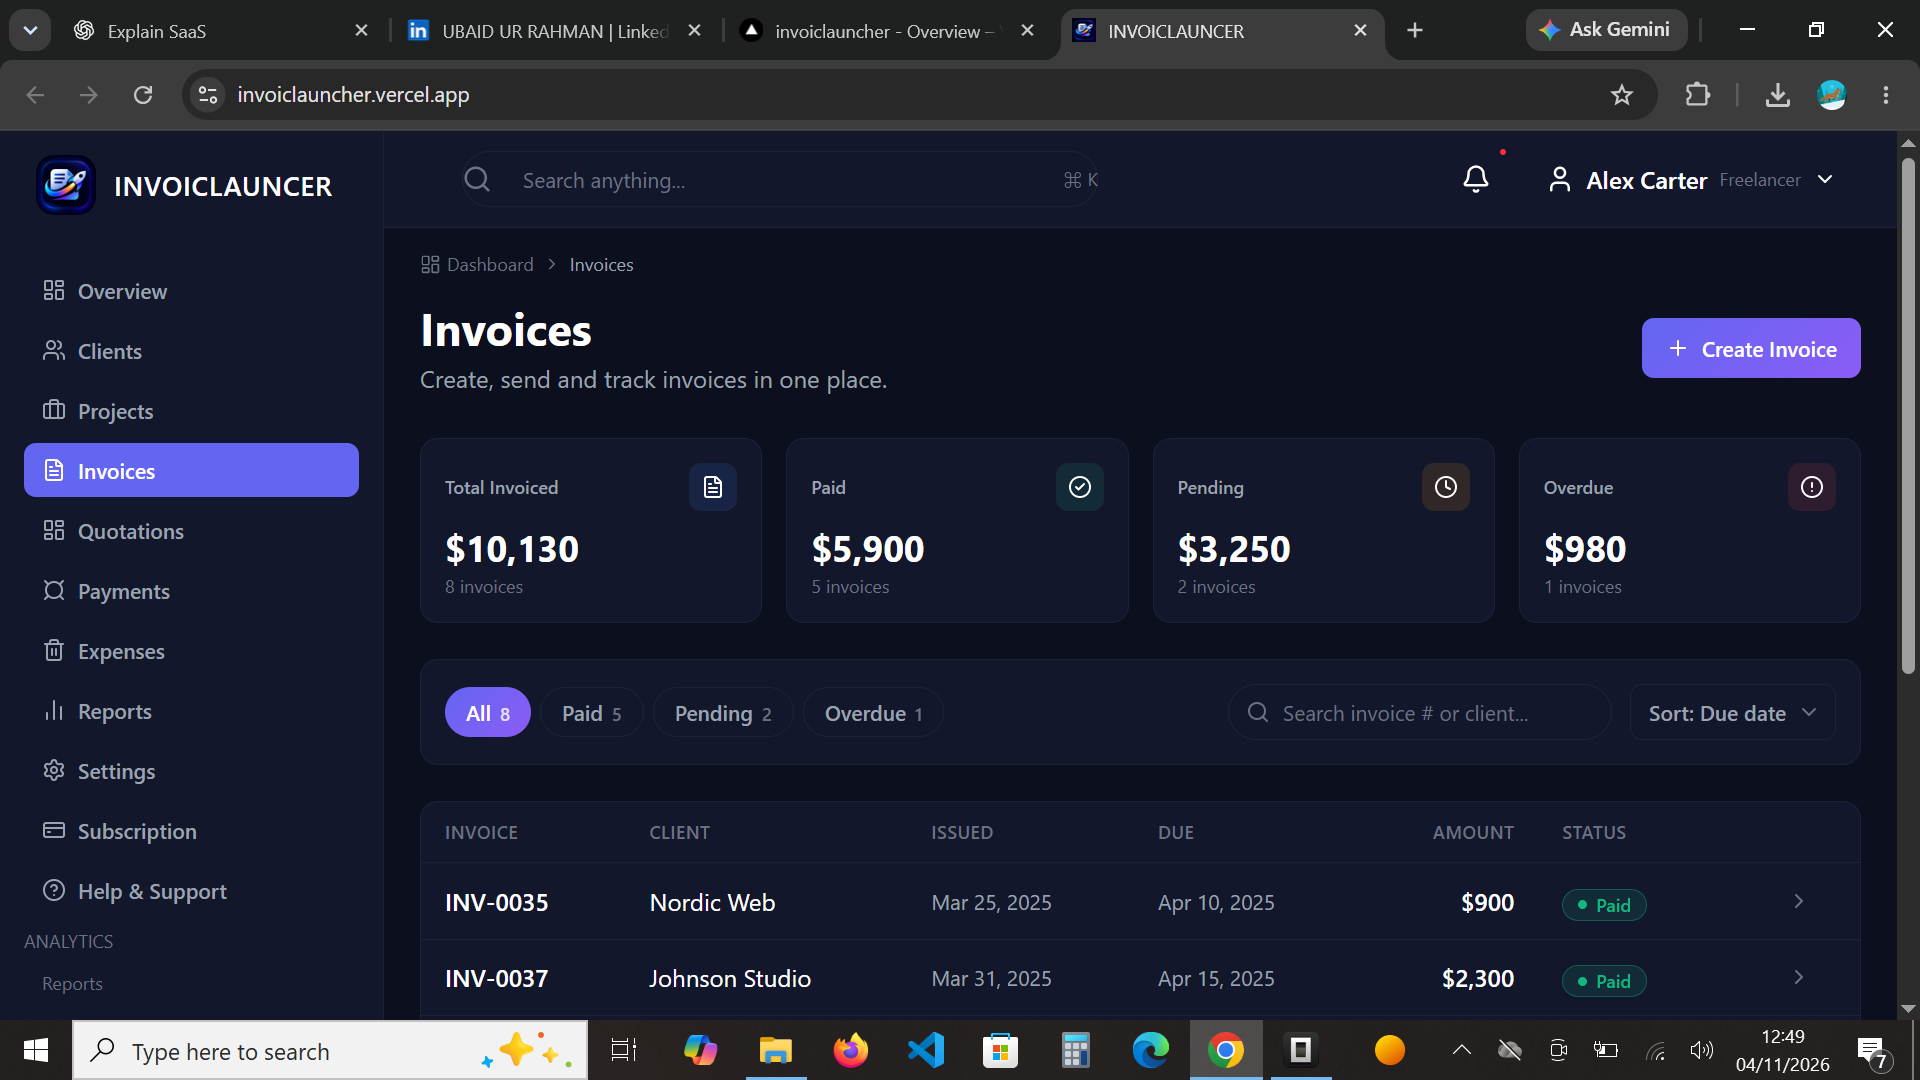 Explain SaaS
UBAID UR RAHMAN | Linked
invoiclauncher - Overview –
INVOICLAUNCER
Ask Gemini
invoiclauncher.vercel.app
INVOICLAUNCER
Search anything...
⌘ K
Alex Carter Freelancer
Overview
Clients
Projects
Invoices
Quotations
Payments
Expenses
Reports
Settings
Subscription
Help & Support
ANALYTICS
Reports
Dashboard > Invoices
Invoices
Create, send and track invoices in one place.
+ Create Invoice
Total Invoiced
$10,130
8 invoices
Paid
$5,900
5 invoices
Pending
$3,250
2 invoices
Overdue
$980
1 invoices
All 8
Paid 5
Pending 2
Overdue 1
Search invoice # or client...
Sort: Due date
INVOICE CLIENT ISSUED DUE AMOUNT STATUS
INV-0035 Nordic Web Mar 25, 2025 Apr 10, 2025 $900 Paid
INV-0037 Johnson Studio Mar 31, 2025 Apr 15, 2025 $2,300 Paid
Type here to search
12:49
04/11/2026
7